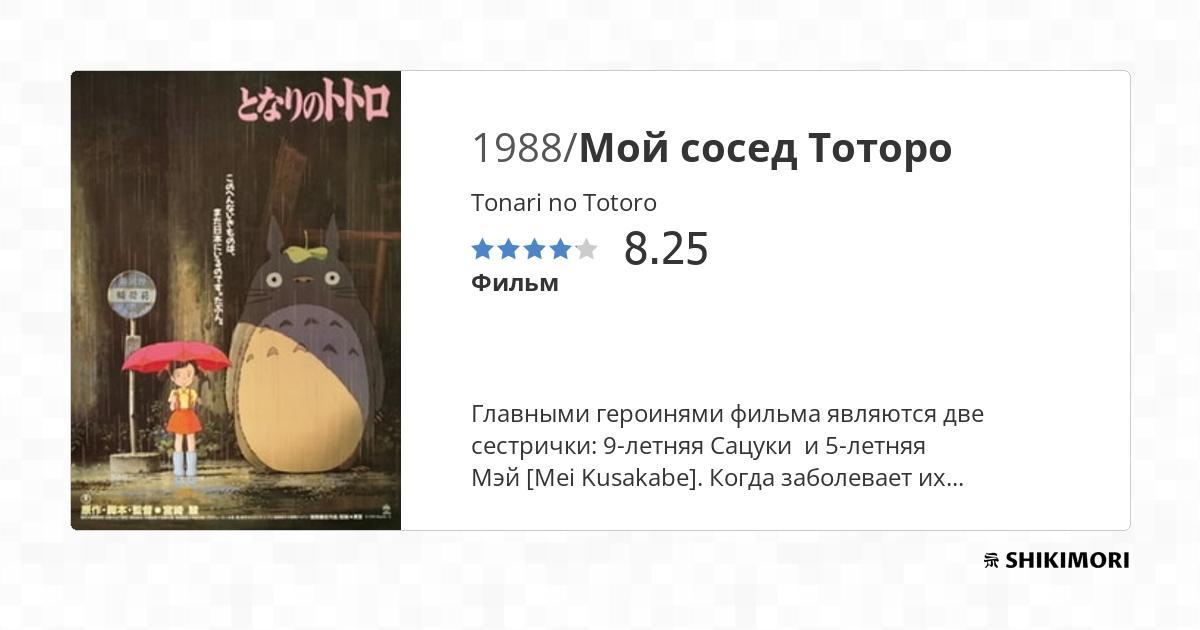 となりのトトロ
このへんないきものは、
まだ日本にいるのです。たぶん。
稲荷前
原作・脚本・監督●宮崎 駿
1988/Мой сосед Тоторо
Tonari no Totoro
8.25
Фильм
Главными героинями фильма являются две
сестрички: 9-летняя Сацуки  и 5-летняя
Мэй [Mei Kusakabe]. Когда заболевает их...
SHIKIMORI